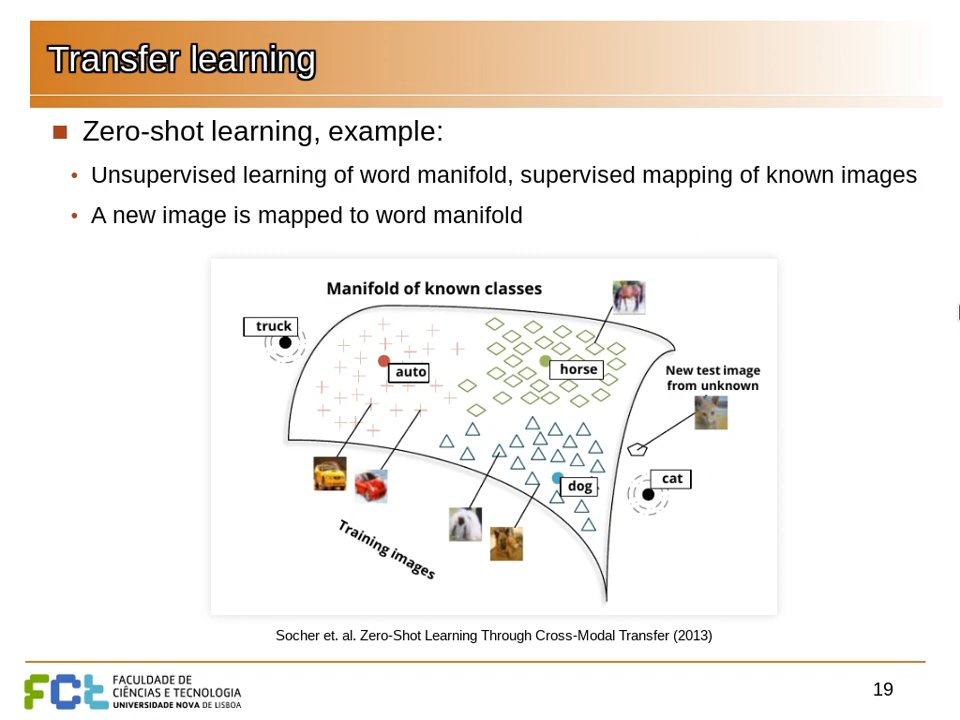 Transfer learning
Zero-shot learning, example:
Unsupervised learning of word manifold, supervised mapping of known images
A new image is mapped to word manifold
Manifold of known classes
truck
auto
horse
New test image
from unknown
cat
dog
Training images
Socher et. al. Zero-Shot Learning Through Cross-Modal Transfer (2013)
FCT
FACULDADE DE
CIÊNCIAS E TECNOLOGIA
UNIVERSIDADE NOVA DE LISBOA
19